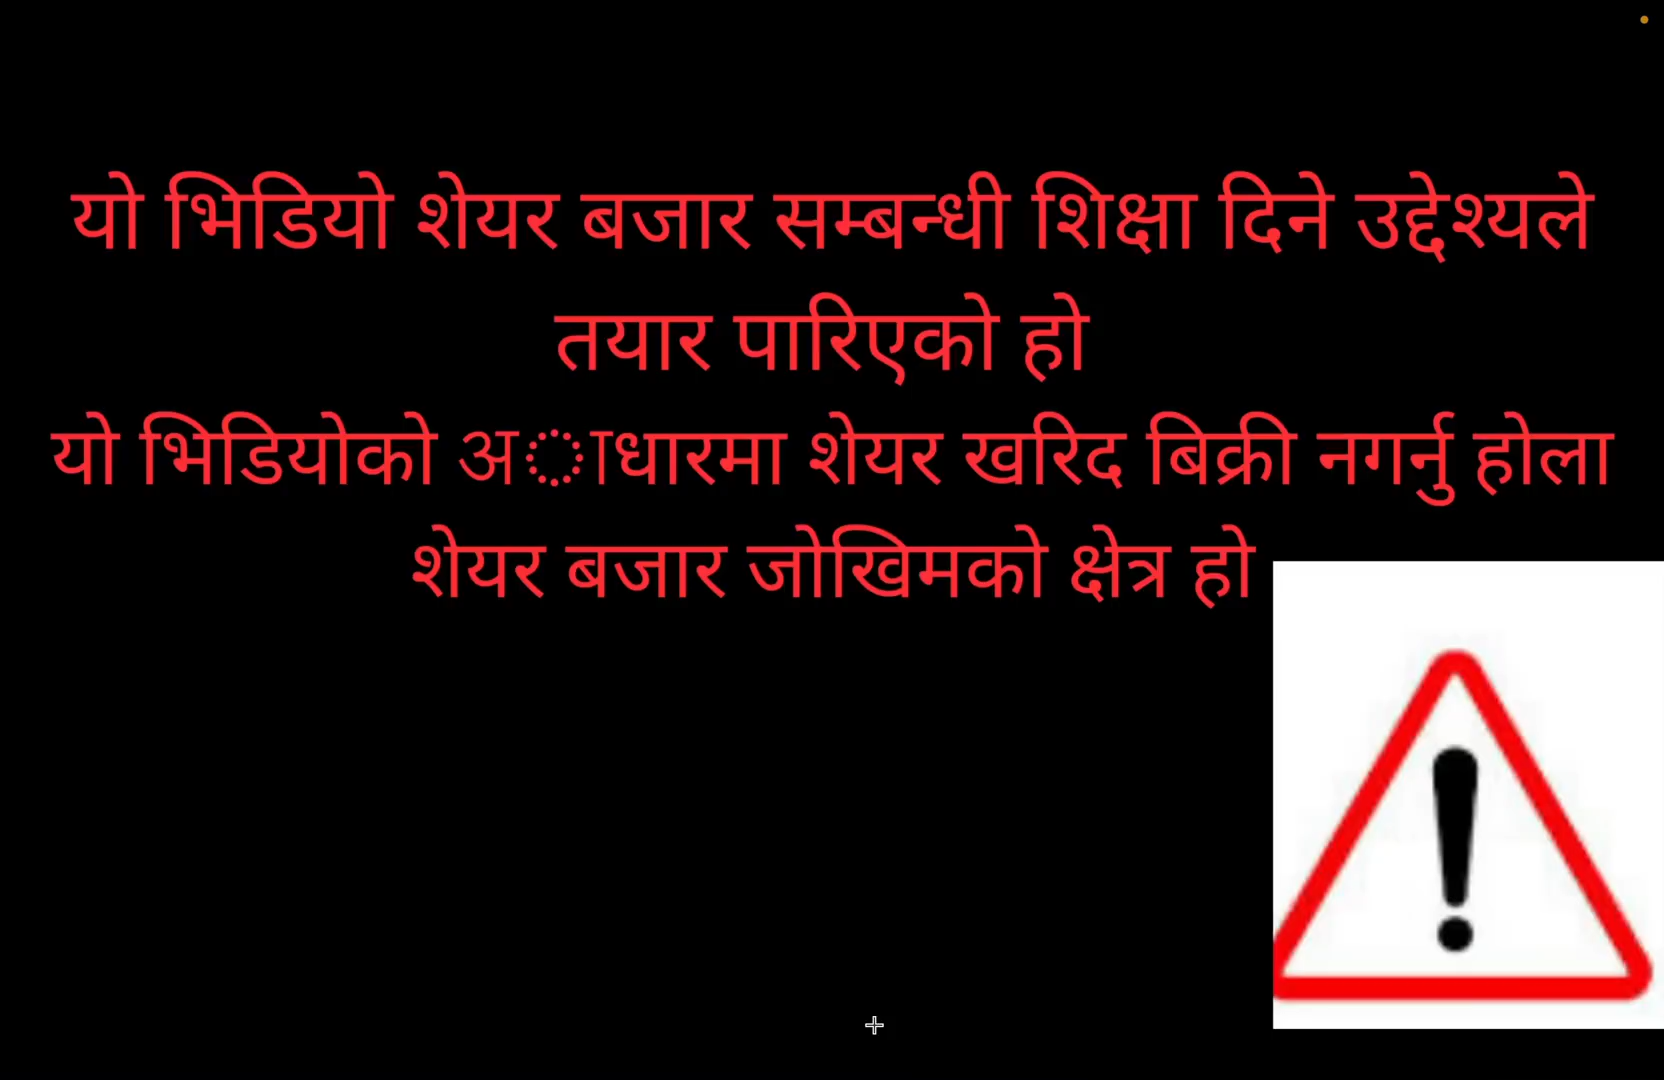 यो भिडियो शेयर बजार सम्बन्धी शिक्षा दिने उद्देश्यले
तयार पारिएको हो
यो भिडियोको अाधारमा शेयर खरिद बिक्री नगर्नु होला
शेयर बजार जोखिमको क्षेत्र हो